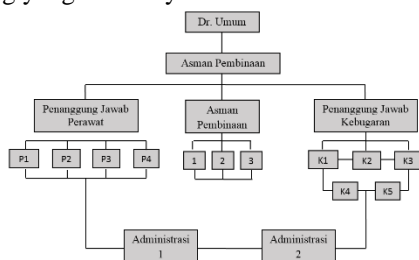 Dr. Umum
Asman Pembinaan
Penanggung Jawab
Perawat
Asman
Pembinaan
Penanggung Jawab
Kebugaran
P1 P2 P3 P4
1 2 3
K1 K2 K3
K4 K5
Administrasi
1
Administrasi
2